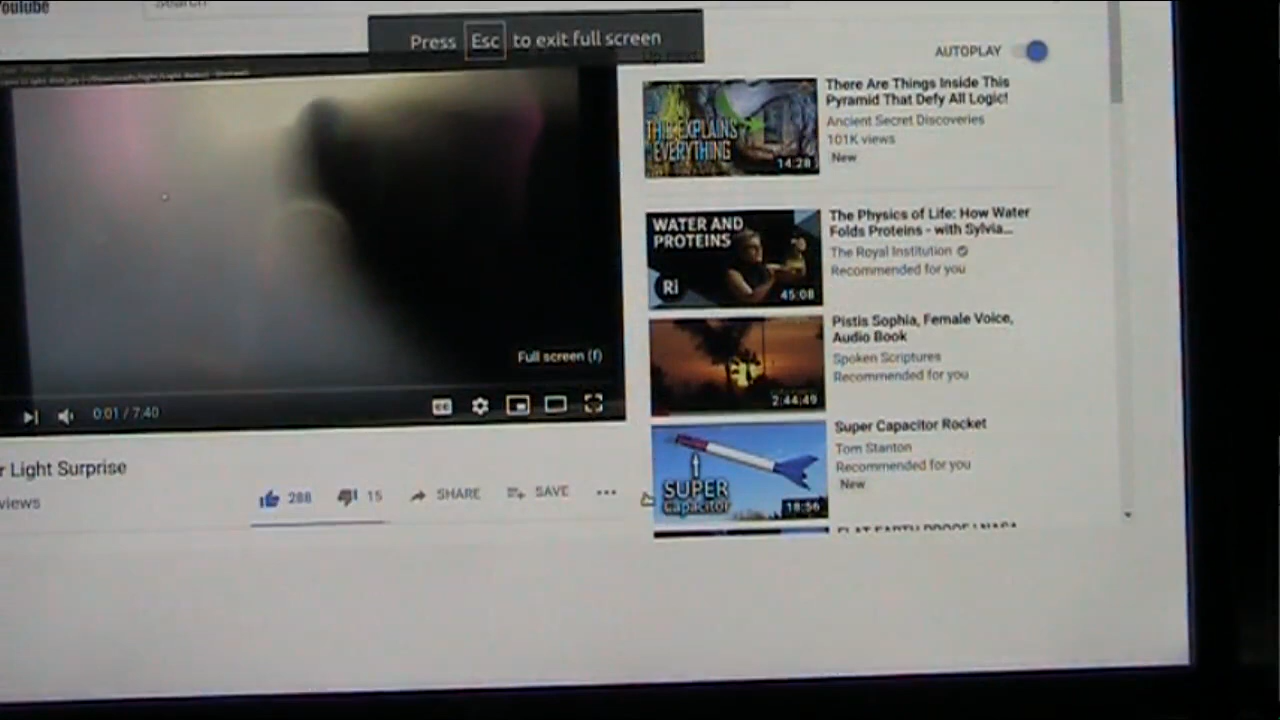 Search
Press Esc to exit full screen
AUTOPLAY
There Are Things Inside This
Pyramid That Defy All Logic!
Ancient Secret Discoveries
101K views
New
THIS EXPLAINS
EVERYTHING
14:28
The Physics of Life: How Water
Folds Proteins - with Sylvia...
The Royal Institution
Recommended for you
WATER AND
PROTEINS
Ri
45:08
Pistis Sophia, Female Voice,
Audio Book
Spoken Scriptures
Recommended for you
2:44:49
Super Capacitor Rocket
Tom Stanton
Recommended for you
New
SUPER
Capacitor
18:56
Full screen (f)
0:01 / 7:40
r Light Surprise
views
288
15
SHARE
SAVE